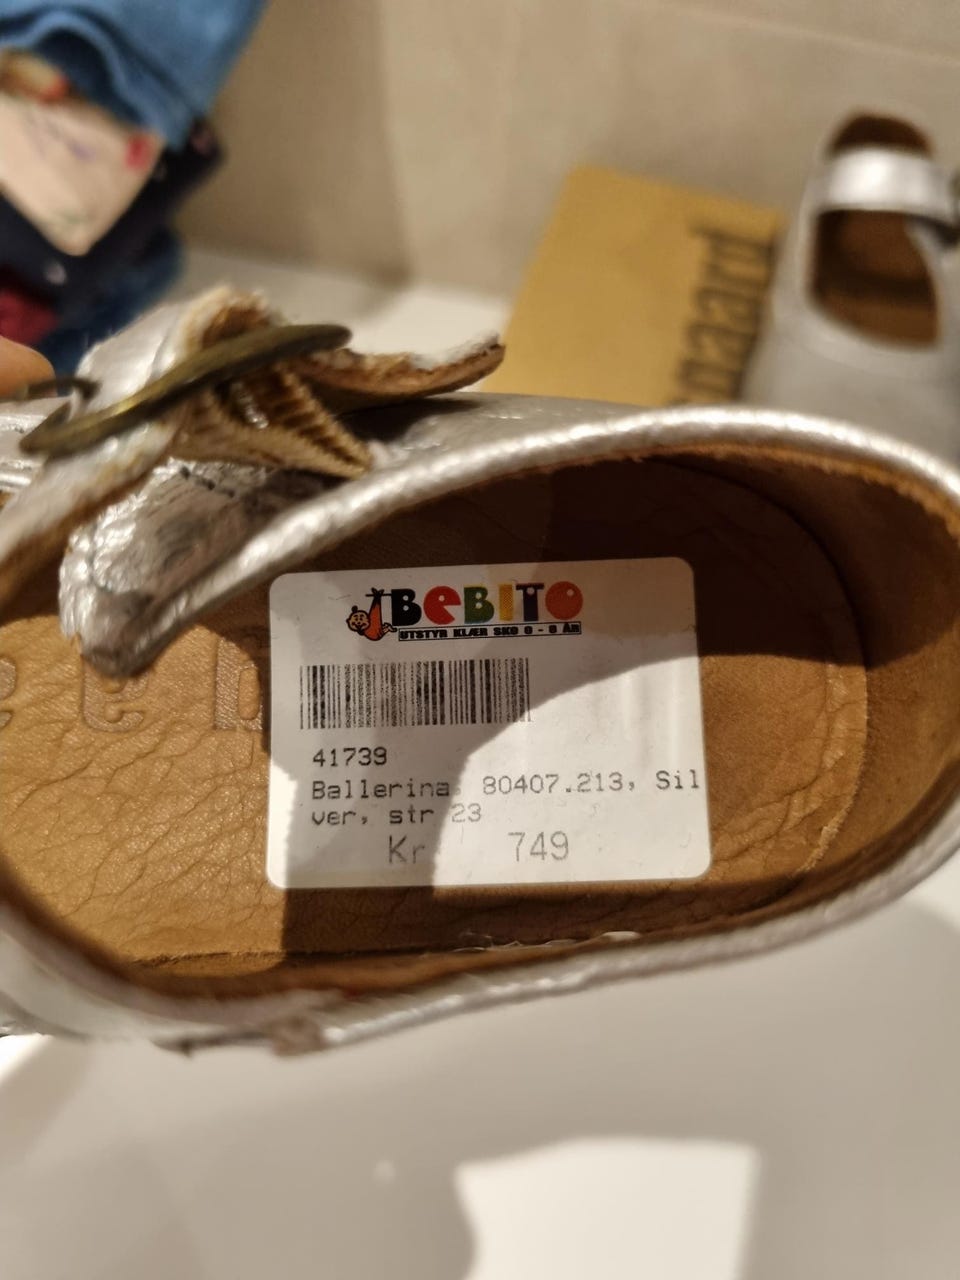 BEBITO
UTSTYR KLÆR SKO 0 - 8 ÅR
41739
Ballerina, 80407.213, Sil
ver, str 23
Kr 749